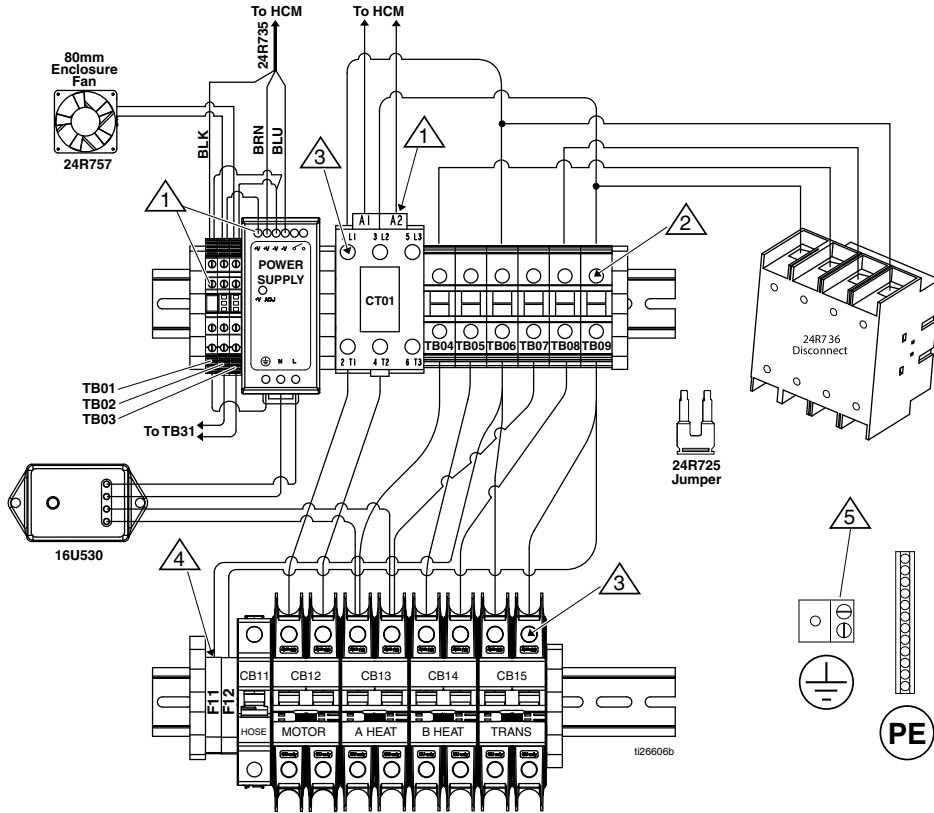 To HCM
To HCM
24R735
80mm
Enclosure
Fan
24R757
BLK
BRN
BLU
1
3
1
2
A1
A2
1 L1
3 L2
5 L3
+V
+V
-V
-V
POWER
SUPPLY
+V ADJ
N
L
CT01
2 T1
4 T2
6 T3
TB04
TB05
TB06
TB07
TB08
TB09
24R736
Disconnect
TB01
TB02
TB03
To TB31
24R725
Jumper
16U530
4
3
5
F11
F12
CB11
CB12
CB13
CB14
CB15
HOSE
MOTOR
A HEAT
B HEAT
TRANS
ti26606b
PE